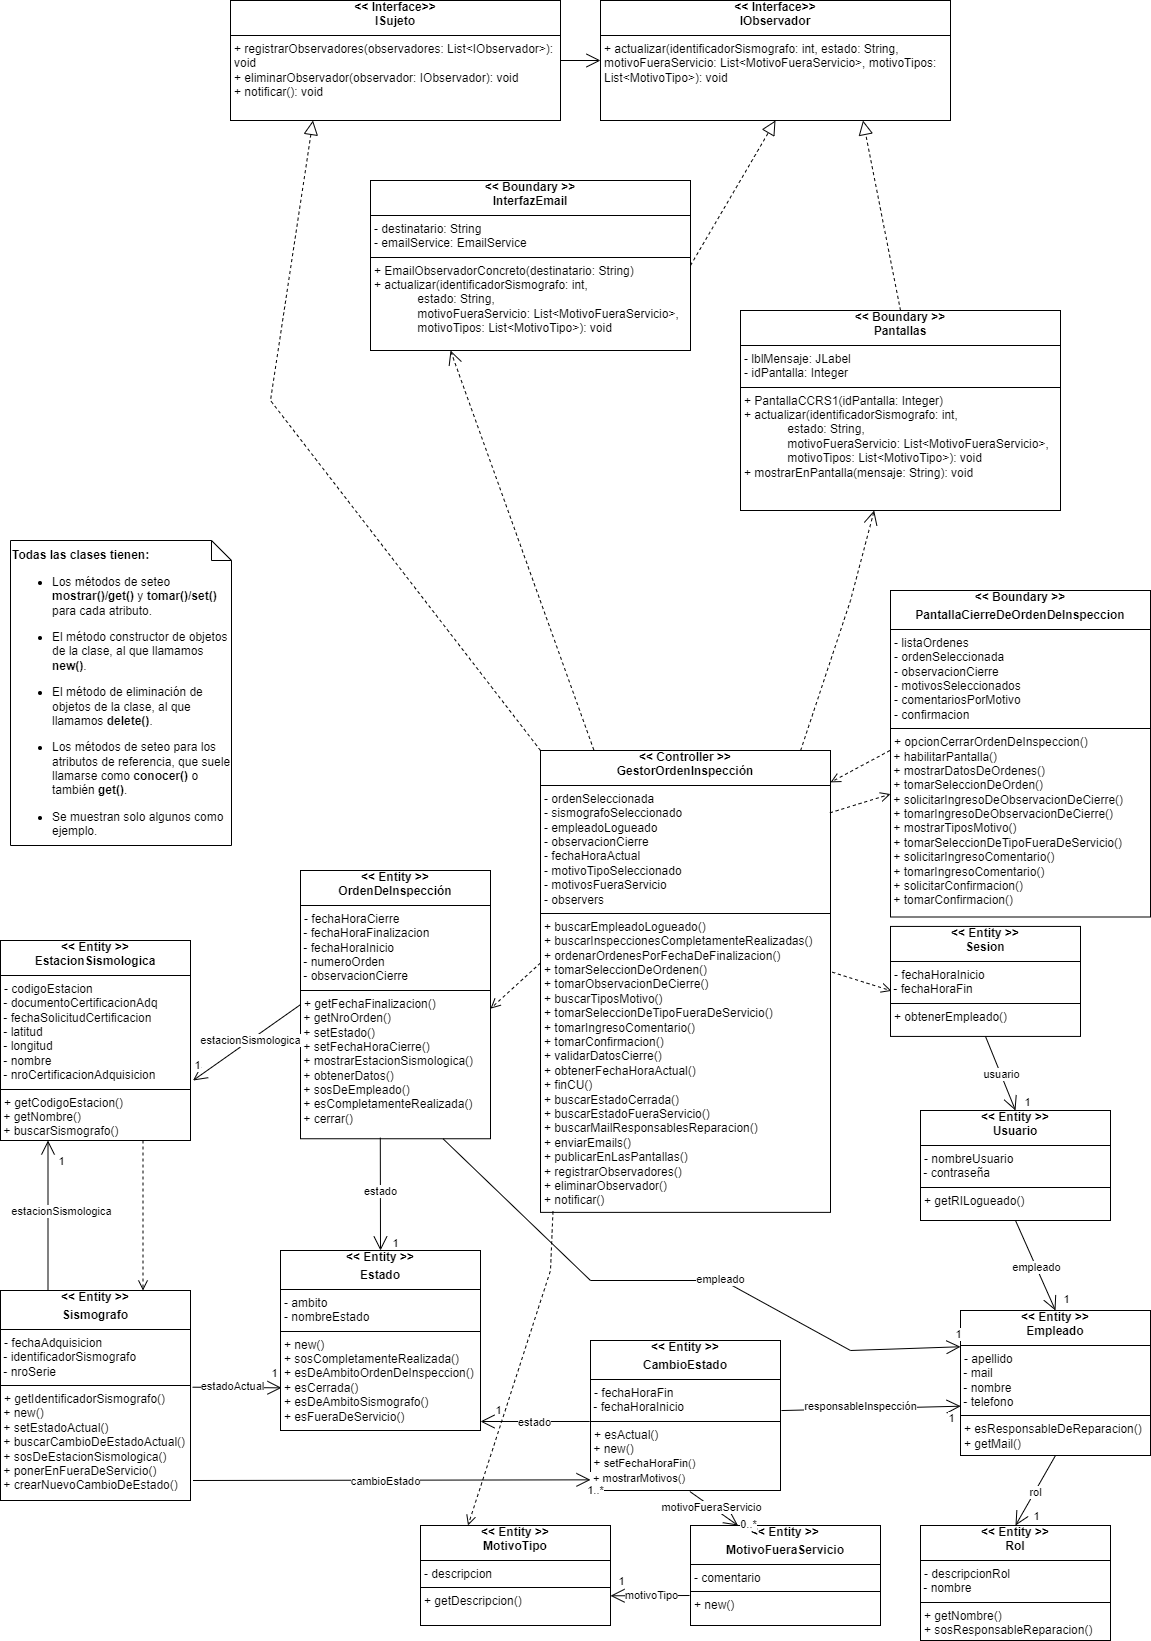 << Interface>>
ISujeto
+ registrarObservadores(observadores: List<IObservador>):
void
+ eliminarObservador(observador: IObservador): void
+ notificar(): void
<< Interface>>
IObservador
+ actualizar(identificadorSismografo: int, estado: String,
motivoFueraServicio: List<MotivoFueraServicio>, motivoTipos:
List<MotivoTipo>): void
<< Boundary >>
InterfazEmail
- destinatario: String
- emailService: EmailService
+ EmailObservadorConcreto(destinatario: String)
+ actualizar(identificadorSismografo: int,
estado: String,
motivoFueraServicio: List<MotivoFueraServicio>,
motivoTipos: List<MotivoTipo>): void
<< Boundary >>
Pantallas
- lblMensaje: JLabel
- idPantalla: Integer
+ PantallaCCRS1(idPantalla: Integer)
+ actualizar(identificadorSismografo: int,
estado: String,
motivoFueraServicio: List<MotivoFueraServicio>,
motivoTipos: List<MotivoTipo>): void
+ mostrarEnPantalla(mensaje: String): void
Todas las clases tienen:
• Los métodos de seteo
mostrar()/get() y tomar()/set()
para cada atributo.
• El método constructor de objetos
de la clase, al que llamamos
new().
• El método de eliminación de
objetos de la clase, al que
llamamos delete().
• Los métodos de seteo para los
atributos de referencia, que suele
llamarse como conocer() o
también get().
• Se muestran solo algunos como
ejemplo.
<< Boundary >>
PantallaCierreDeOrdenDeInspeccion
- listaOrdenes
- ordenSeleccionada
- observacionCierre
- motivosSeleccionados
- comentariosPorMotivo
- confirmacion
+ opcionCerrarOrdenDeInspeccion()
+ habilitarPantalla()
+ mostrarDatosDeOrdenes()
+ tomarSeleccionDeOrden()
+ solicitarIngresoDeObservacionDeCierre()
+ tomarIngresoDeObservacionDeCierre()
+ mostrarTiposMotivo()
+ tomarSeleccionDeTipoFueraDeServicio()
+ solicitarIngresoComentario()
+ tomarIngresoComentario()
+ solicitarConfirmacion()
+ tomarConfirmacion()
<< Controller >>
GestorOrdenInspección
- ordenSeleccionada
- sismografoSeleccionado
- empleadoLogueado
- observacionCierre
- fechaHoraActual
- motivoTipoSeleccionado
- motivosFueraServicio
- observers
+ buscarEmpleadoLogueado()
+ buscarInspeccionesCompletamenteRealizadas()
+ ordenarOrdenesPorFechaDeFinalizacion()
+ tomarSeleccionDeOrdenen()
+ tomarObservacionDeCierre()
+ buscarTiposMotivo()
+ tomarSeleccionDeTipoFueraDeServicio()
+ tomarIngresoComentario()
+ tomarConfirmacion()
+ validarDatosCierre()
+ obtenerFechaHoraActual()
+ finCU()
+ buscarEstadoCerrada()
+ buscarEstadoFueraServicio()
+ buscarMailResponsablesReparacion()
+ enviarEmails()
+ publicarEnLasPantallas()
+ registrarObservadores()
+ eliminarObservador()
+ notificar()
<< Entity >>
OrdenDeInspección
- fechaHoraCierre
- fechaHoraFinalizacion
- fechaHoraInicio
- numeroOrden
- observacionCierre
+ getFechaFinalizacion()
+ getNroOrden()
+ setEstado()
+ setFechaHoraCierre()
+ mostrarEstacionSismologica()
+ obtenerDatos()
+ sosDeEmpleado()
+ esCompletamenteRealizada()
+ cerrar()
<< Entity >>
EstacionSismologica
- codigoEstacion
- documentoCertificacionAdq
- fechaSolicitudCertificacion
- latitud
- longitud
- nombre
- nroCertificacionAdquisicion
+ getCodigoEstacion()
+ getNombre()
+ buscarSismografo()
estacionSismologica
1
<< Entity >>
Sesion
- fechaHoraInicio
- fechaHoraFin
+ obtenerEmpleado()
usuario
1
<< Entity >>
Usuario
- nombreUsuario
- contraseña
+ getRILogueado()
empleado
1
1
estacionSismologica
estado
1
<< Entity >>
Sismografo
- fechaAdquisicion
- identificadorSismografo
- nroSerie
+ getIdentificadorSismografo()
+ new()
+ setEstadoActual()
+ buscarCambioDeEstadoActual()
+ sosDeEstacionSismologica()
+ ponerEnFueraDeServicio()
+ crearNuevoCambioDeEstado()
estadoActual
1
<< Entity >>
Estado
- ambito
- nombreEstado
+ new()
+ sosCompletamenteRealizada()
+ esDeAmbitoOrdenDeInspeccion()
+ esCerrada()
+ esDeAmbitoSismografo()
+ esFueraDeServicio()
empleado
1
1
estado
<< Entity >>
CambioEstado
- fechaHoraFin
- fechaHoraInicio
+ esActual()
+ new()
+ setFechaHoraFin()
+ mostrarMotivos()
responsableInspección
1
<< Entity >>
Empleado
- apellido
- mail
- nombre
- telefono
+ esResponsableDeReparacion()
+ getMail()
cambioEstado
1..*
motivoFueraServicio
0..*
rol
1
<< Entity >>
MotivoTipo
- descripcion
+ getDescripcion()
1
motivoTipo
<< Entity >>
MotivoFueraServicio
- comentario
+ new()
<< Entity >>
Rol
- descripcionRol
- nombre
+ getNombre()
+ sosResponsableReparacion()